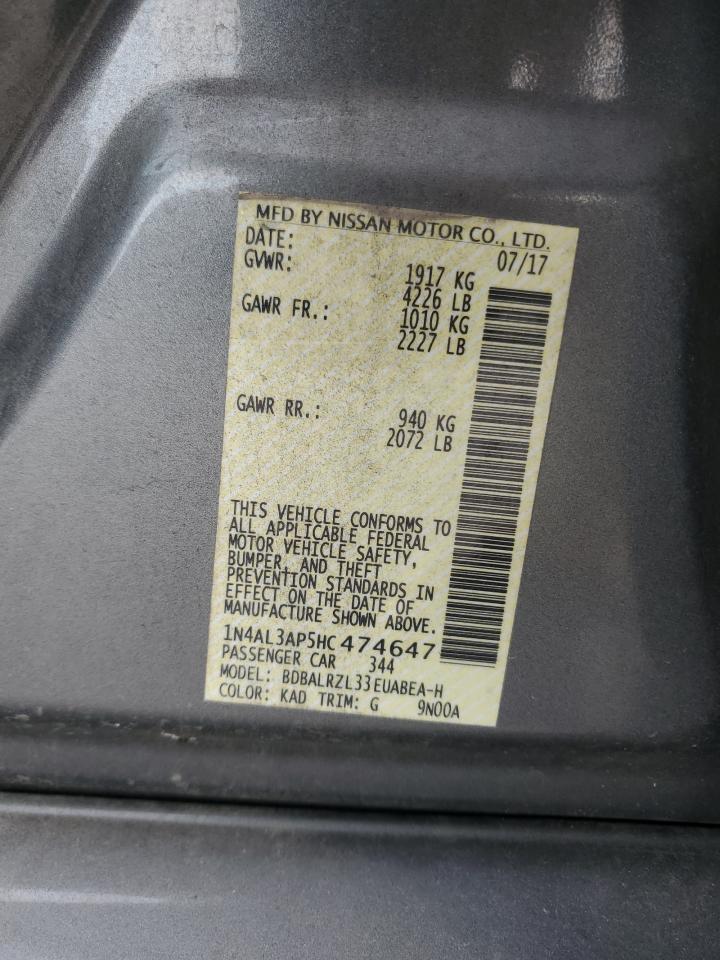 MFD BY NISSAN MOTOR CO., LTD.
DATE: 07/17
GVWR: 1917 KG
4226 LB
GAWR FR.: 1010 KG
2227 LB
GAWR RR.: 940 KG
2072 LB
THIS VEHICLE CONFORMS TO
ALL APPLICABLE FEDERAL
MOTOR VEHICLE SAFETY,
BUMPER, AND THEFT
PREVENTION STANDARDS IN
EFFECT ON THE DATE OF
MANUFACTURE SHOWN ABOVE.
1N4AL3AP5HC474647
PASSENGER CAR 344
MODEL: BDBALRZL33EUABEA-H
COLOR: KAD TRIM: G 9N00A